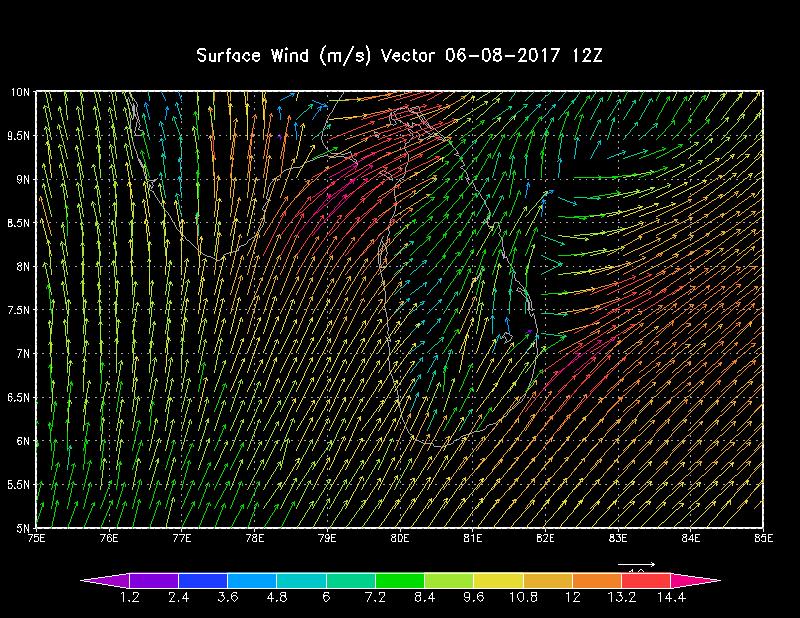 Surface Wind (m/s) Vector 06-08-2017 12Z
10N
9.5N
9N
8.5N
8N
7.5N
7N
6.5N
6N
5.5N
5N
75E 76E 77E 78E 79E 80E 81E 82E 83E 84E 85E
1.2 2.4 3.6 4.8 6 7.2 8.4 9.6 10.8 12 13.2 14.4